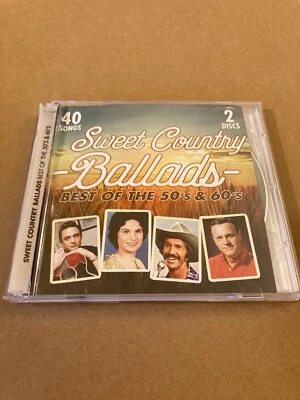 40
SONGS
2
DISCS
Sweet Country
-Ballads-
BEST OF THE 50's & 60's
SWEET COUNTRY BALLADS BEST OF THE 50'S & 60'S